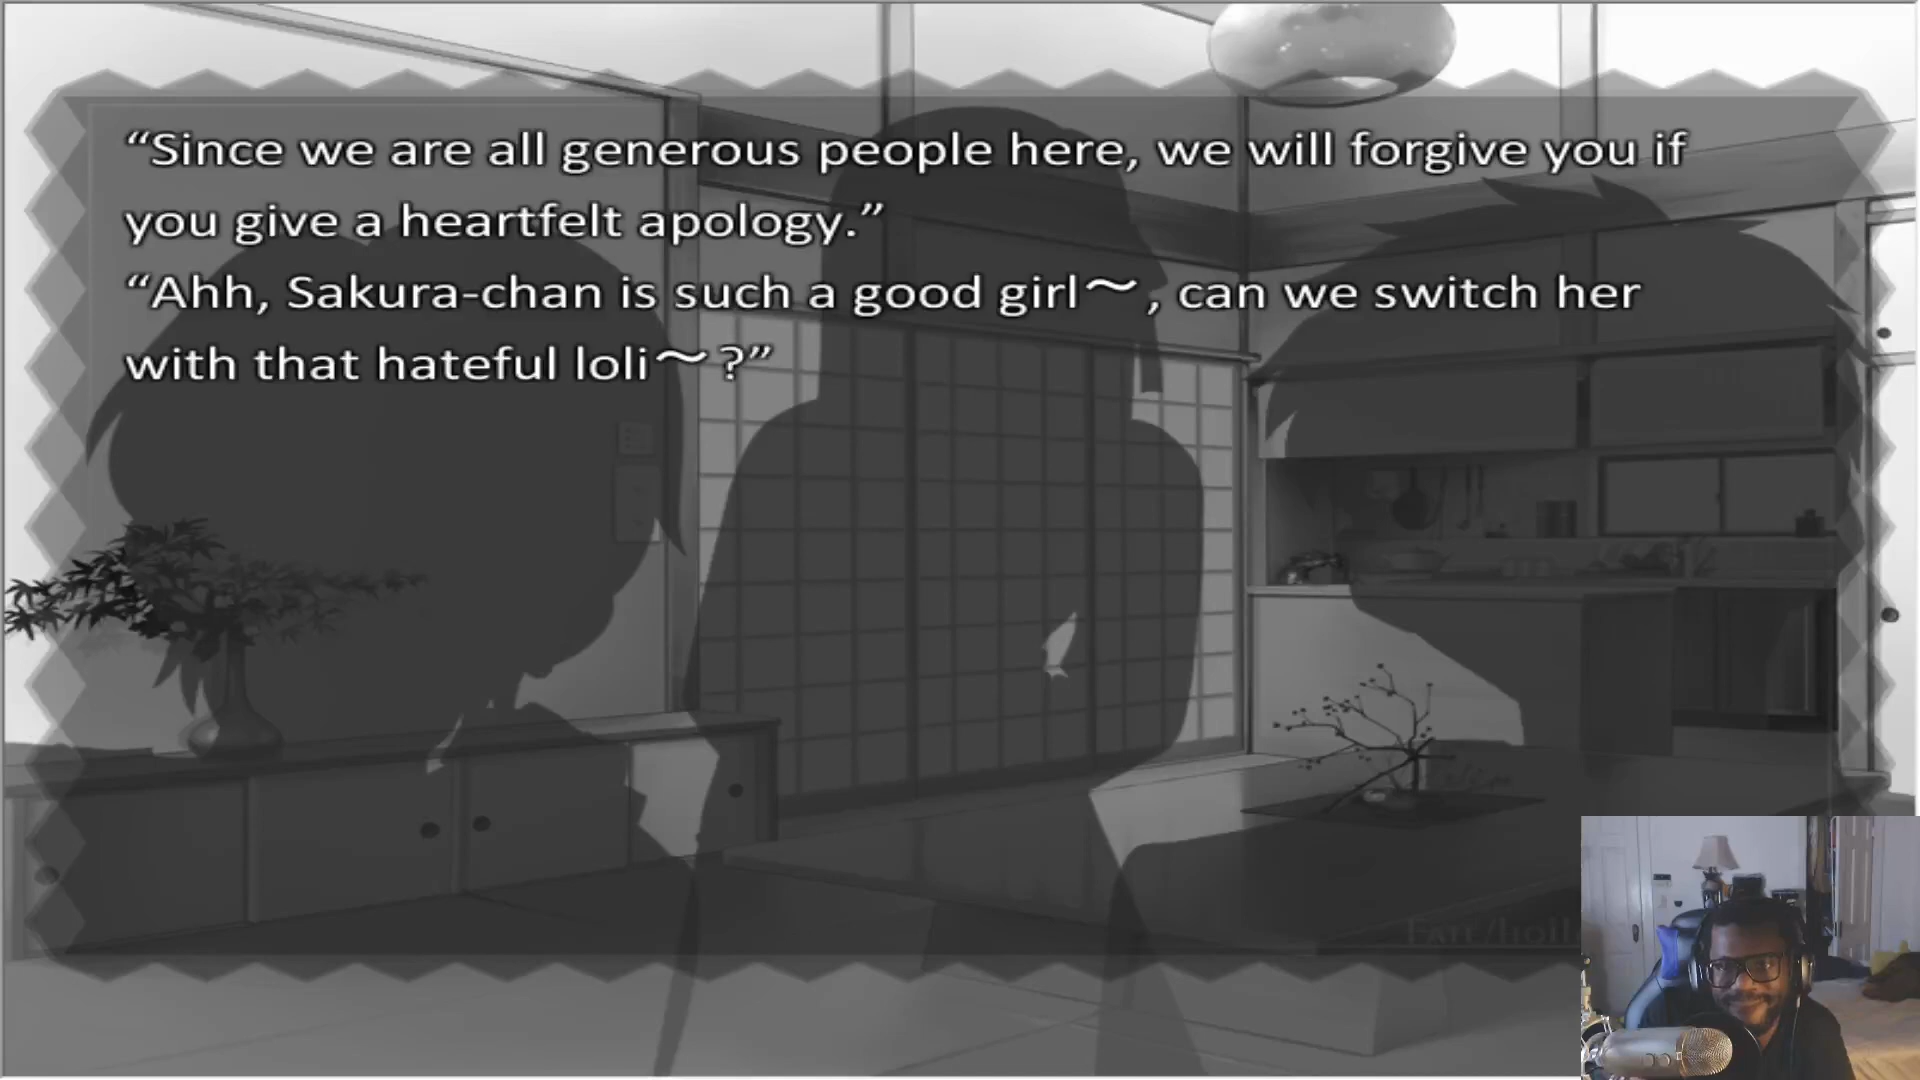 “Since we are all generous people here, we will forgive you if
you give a heartfelt apology.”
“Ahh, Sakura-chan is such a good girl～, can we switch her
with that hateful loli～?”